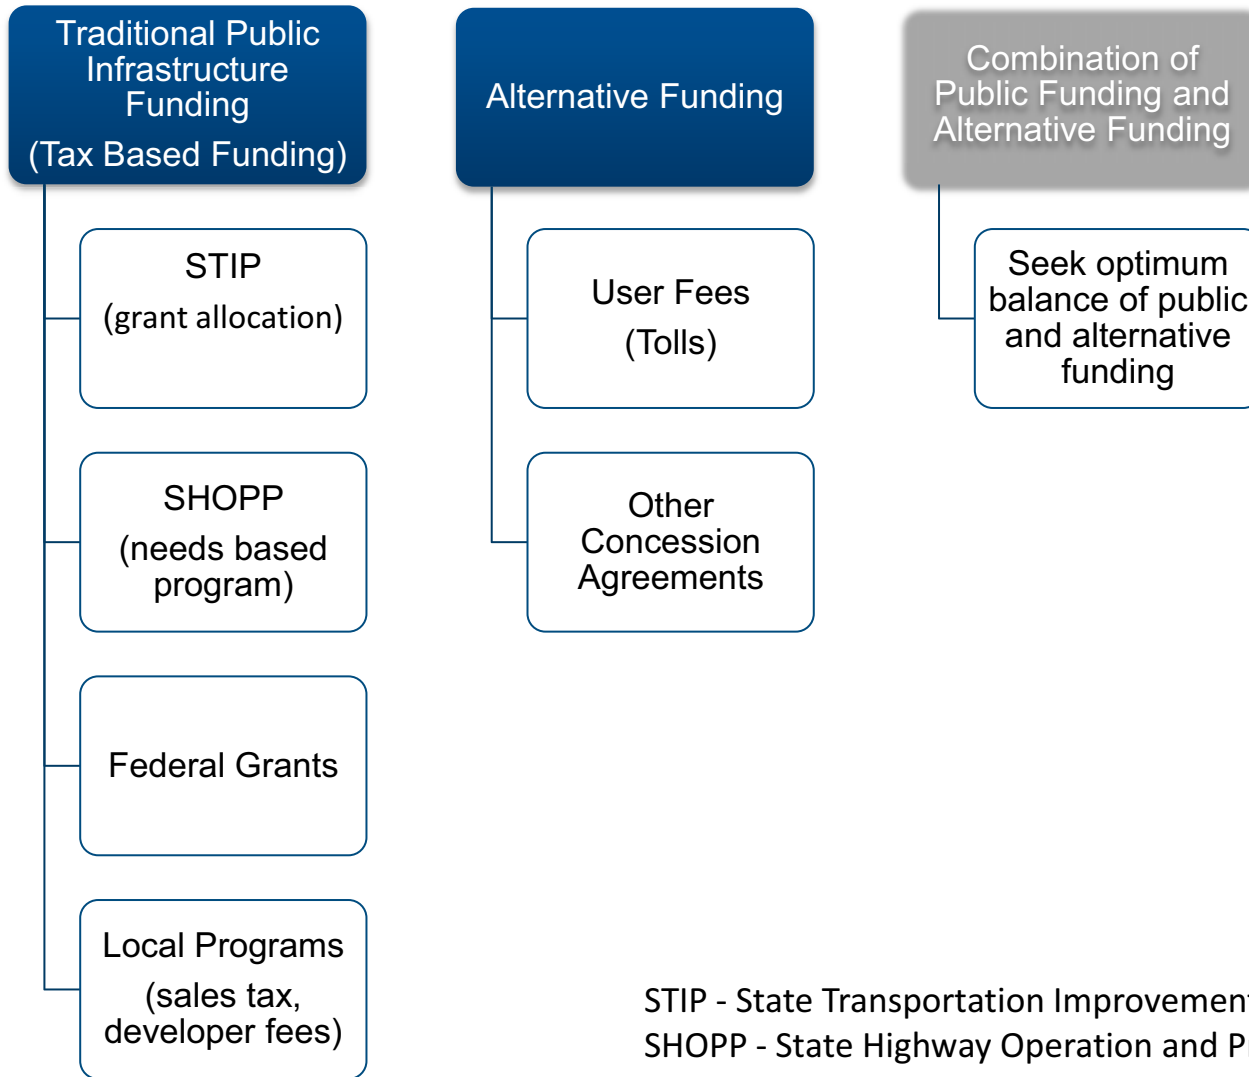 Traditional Public
Infrastructure
Funding
(Tax Based Funding)
STIP
(grant allocation)
SHOPP
(needs based
program)
Federal Grants
Local Programs
(sales tax,
developer fees)
Alternative Funding
User Fees
(Tolls)
Other
Concession
Agreements
Combination of
Public Funding and
Alternative Funding
Seek optimum
balance of public
and alternative
funding
STIP - State Transportation Improvement
SHOPP - State Highway Operation and